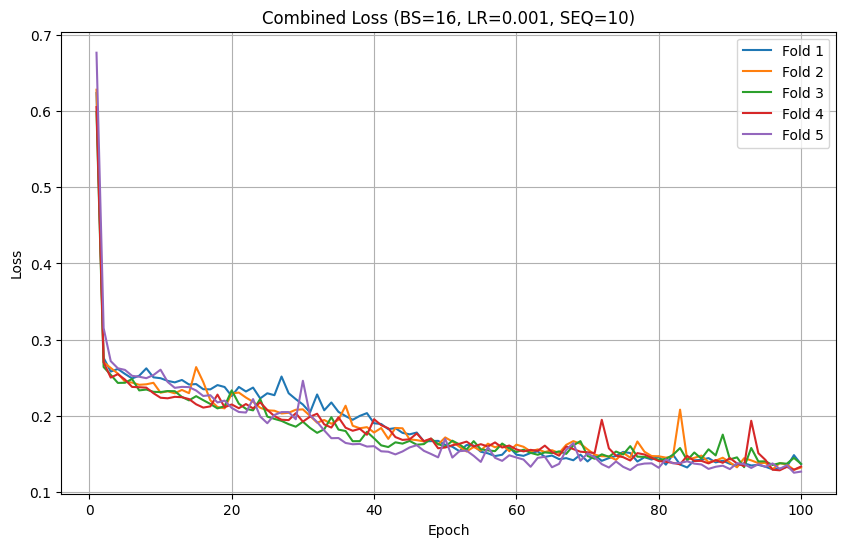 Combined Loss (BS=16, LR=0.001, SEQ=10)
0.7
0.6
0.5
0.4
0.3
0.2
0.1
Loss
Fold 1
Fold 2
Fold 3
Fold 4
Fold 5
0 20 40 60 80 100
Epoch